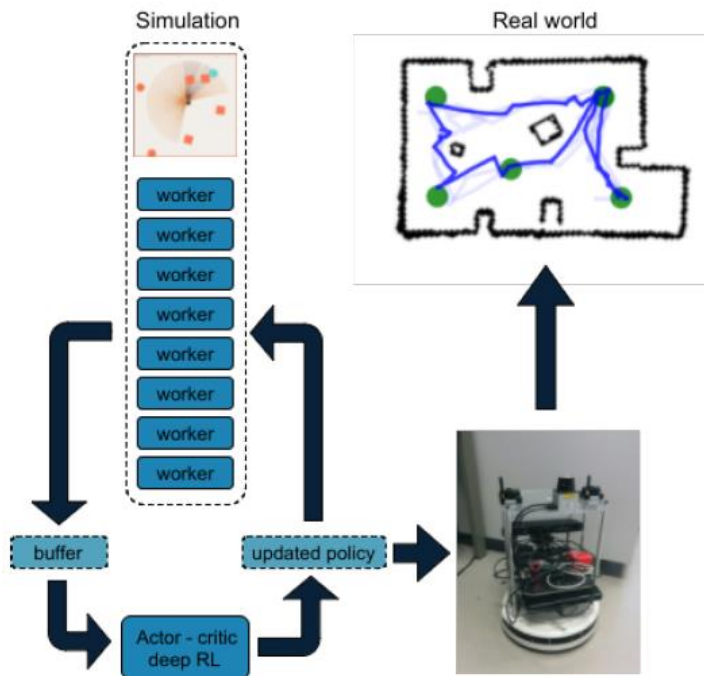 Simulation
Real world
worker
worker
worker
worker
worker
worker
worker
worker
buffer
updated policy
Actor - critic
deep RL